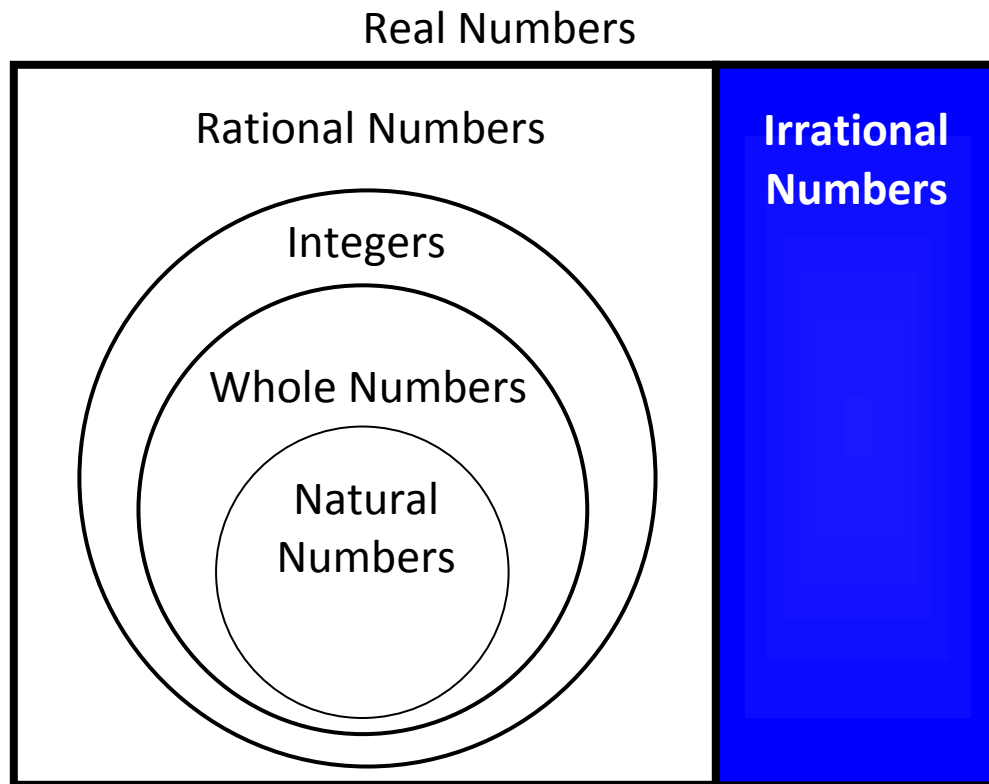 Real Numbers
Rational Numbers
Irrational
Numbers
Integers
Whole Numbers
Natural
Numbers